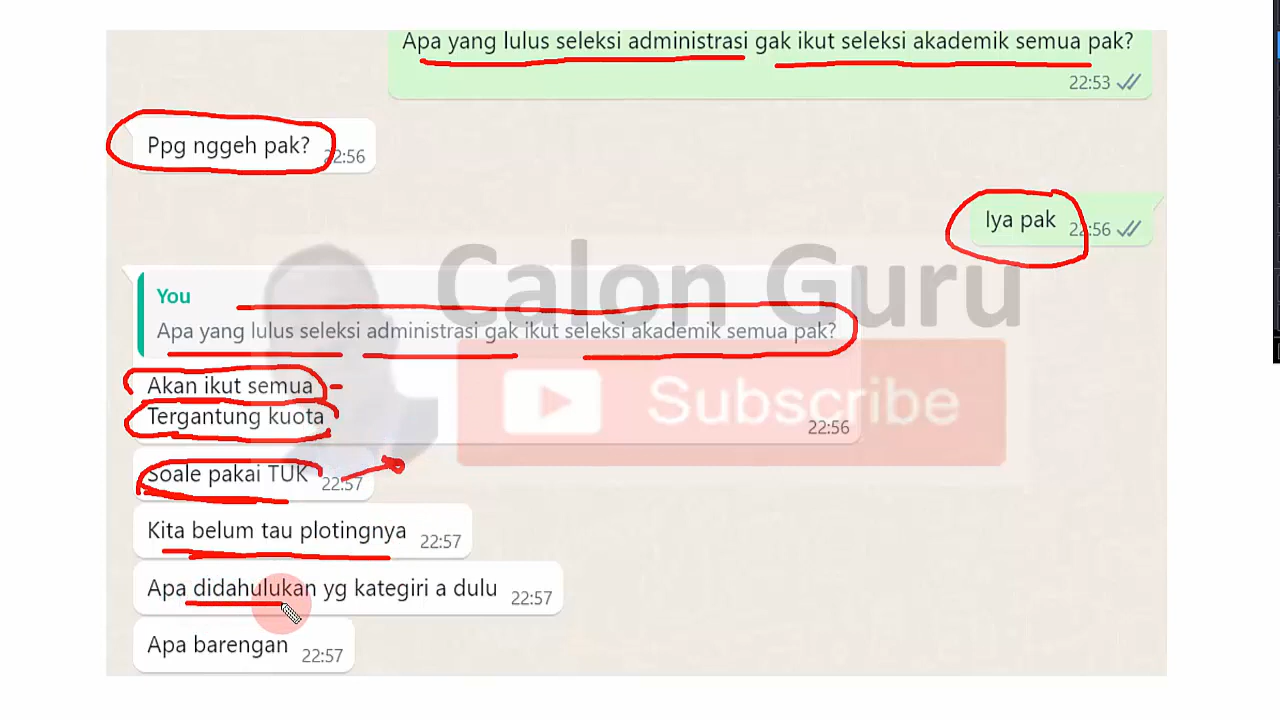 Apa yang lulus seleksi administrasi gak ikut seleksi akademik semua pak?
22:53
Ppg nggeh pak?
22:56
Iya pak
22:56
Calon Guru
You
Apa yang lulus seleksi administrasi gak ikut seleksi akademik semua pak?
Akan ikut semua
Tergantung kuota
22:56
Subscribe
Soale pakai TUK
22:57
Kita belum tau plotingnya
22:57
Apa didahulukan yg kategiri a dulu
22:57
Apa barengan
22:57